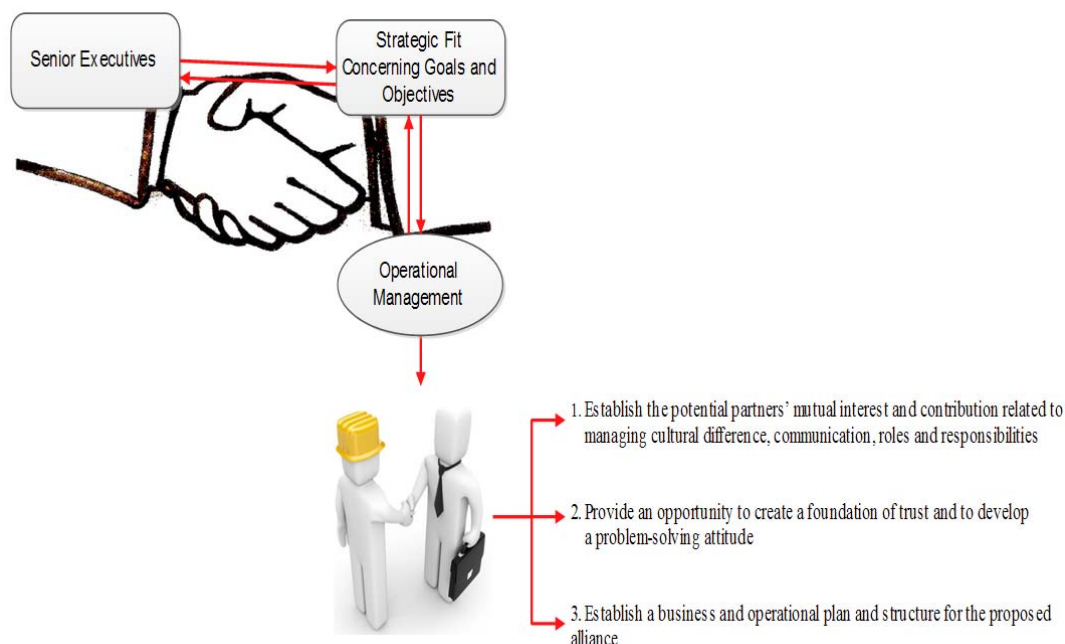 Senior Executives
Strategic Fit
Concerning Goals and
Objectives
Operational
Management
1. Establish the potential partners’ mutual interest and contribution related to
managing cultural difference, communication, roles and responsibilities
2. Provide an opportunity to create a foundation of trust and to develop
a problem-solving attitude
3. Establish a business and operational plan and structure for the proposed
alliance